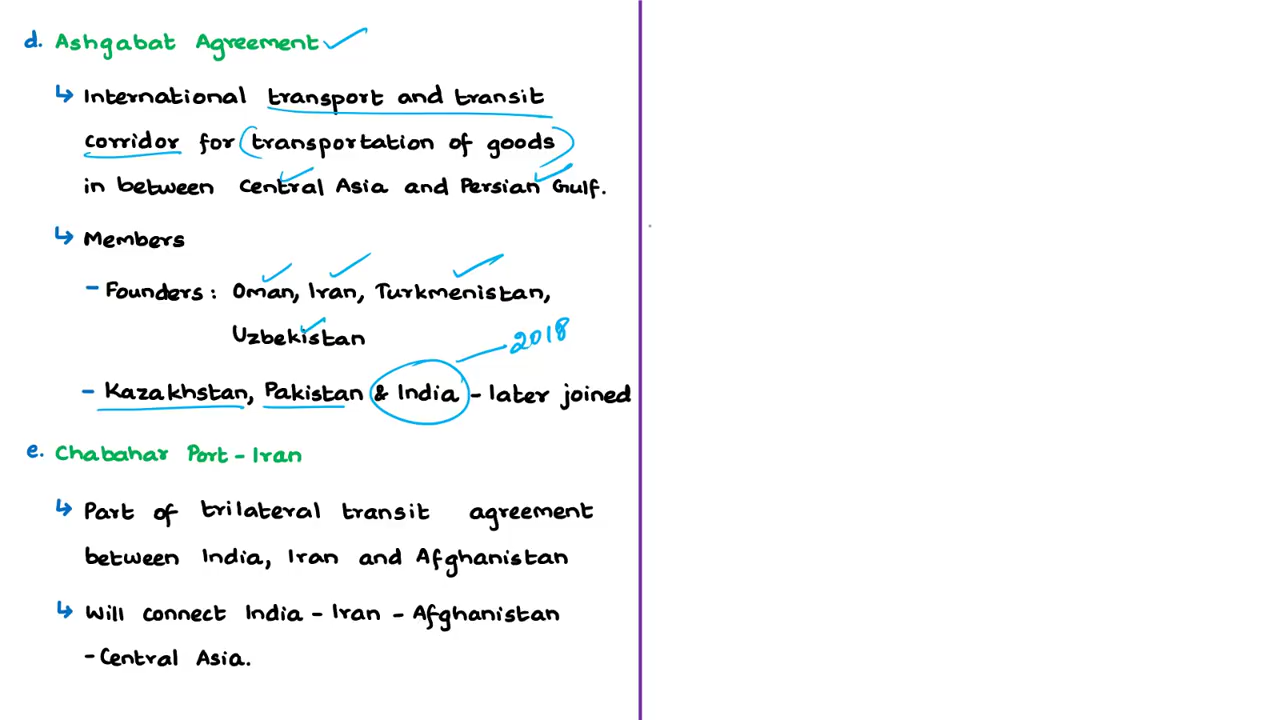 d. Ashgabat Agreement
↳ International transport and transit
corridor for (transportation of goods)
in between Central Asia and Persian Gulf.
↳ Members
- Founders: Oman, Iran, Turkmenistan,
Uzbekistan
2018
- Kazakhstan, Pakistan & India - later joined
e. Chabahar Port - Iran
↳ Part of trilateral transit agreement
between India, Iran and Afghanistan
↳ Will connect India - Iran - Afghanistan
- Central Asia.